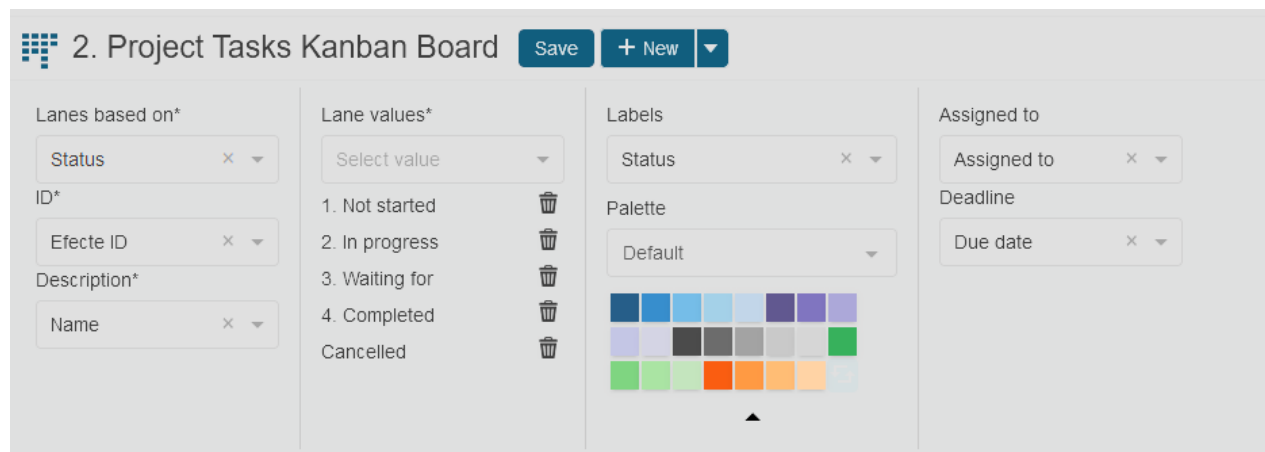 2. Project Tasks Kanban Board
Save
+ New
Lanes based on*
Status
ID*
Efecte ID
Description*
Name
Lane values*
Select value
1. Not started
2. In progress
3. Waiting for
4. Completed
Cancelled
Labels
Status
Palette
Default
Assigned to
Assigned to
Deadline
Due date